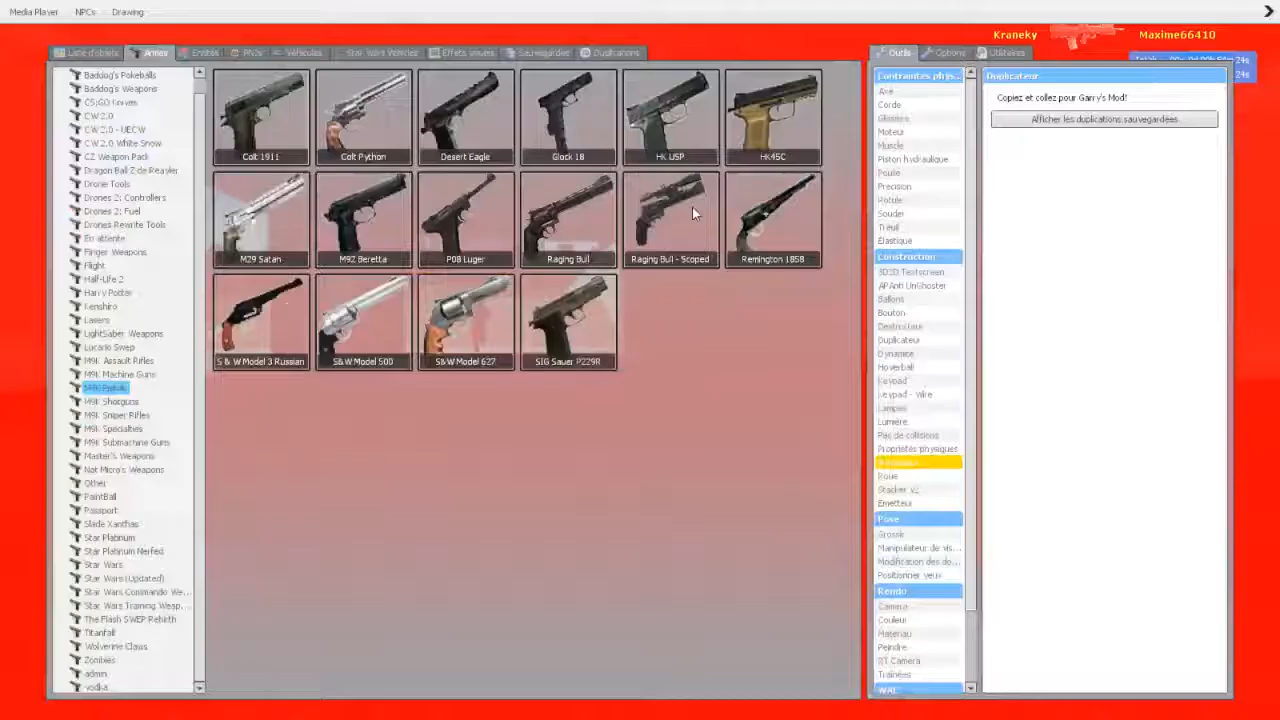 Media Player NPCs Drawing
Kraneky Maxime66410
Liste d'objets Armes Entités PNJs Véhicules Star Wars Vehicles Effets visuels Sauvegardes Duplications
Outils Options Utilitaires
24s
24s
Baddog's Pokeballs
Baddog's Weapons
CS:GO Knives
CW 2.0
CW 2.0 - UECW
CW 2.0 White Snow
CZ Weapon Pack
Dragon Ball Z de Reavler
Drone Tools
Drones 2: Controllers
Drones 2: Fuel
Drones Rewrite Tools
En attente
Finger Weapons
Flight
Half-Life 2
Harry Potter
Kenshiro
Lasers
LightSaber Weapons
Lucario Swep
M9K Assault Rifles
M9K Machine Guns
M9K Pistols
M9K Shotguns
M9K Sniper Rifles
M9K Specialties
M9K Submachine Guns
Master's Weapons
Not Micro's Weapons
Other
PaintBall
Passport
Slade Xanthas
Star Platinum
Star Platinum Nerfed
Star Wars
Star Wars (Updated)
Star Wars Commando We...
Star Wars Training Weap...
The Flash SWEP Rebirth
Titanfall
Wolverine Claws
Zombies
admin
vodka
Colt 1911 Colt Python Desert Eagle Glock 18 HK USP HK45C
M29 Satan M92 Beretta P08 Luger Raging Bull Raging Bull - Scoped Remington 1858
S & W Model 3 Russian S&W Model 500 S&W Model 627 SIG Sauer P229R
Contraintes phys...
Axe
Corde
Glissière
Moteur
Muscle
Piston hydraulique
Poulie
Precision
Rotule
Souder
Treuil
Élastique
Construction
3D2D Textscreen
APAnti UnGhoster
Ballons
Bouton
Destructeur
Duplicateur
Dynamite
Hoverball
Keypad
Keypad - Wire
Lampes
Lumière
Pas de collisions
Propriétés physiques
Roue
Stacker v2
Émetteur
Pose
Grossir
Manipulateur de vis...
Modification des do...
Positionner yeux
Rendu
Camera
Couleur
Matériau
Peindre
RT Camera
Trainées
Duplicateur
Copiez et collez pour Garry's Mod!
Afficher les duplications sauvegardées